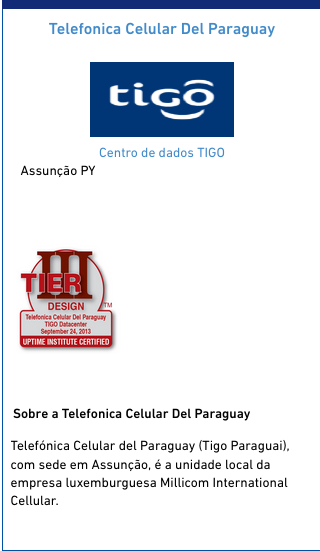 Telefonica Celular Del Paraguay
tigo
Centro de dados TIGO
Assunção PY
TIER III
DESIGN
TM
Telefonica Celular Del Paraguay
TIGO Datacenter
September 24, 2013
UPTIME INSTITUTE CERTIFIED
Sobre a Telefonica Celular Del Paraguay
Telefónica Celular del Paraguay (Tigo Paraguai),
com sede em Assunção, é a unidade local da
empresa luxemburguesa Millicom International
Cellular.